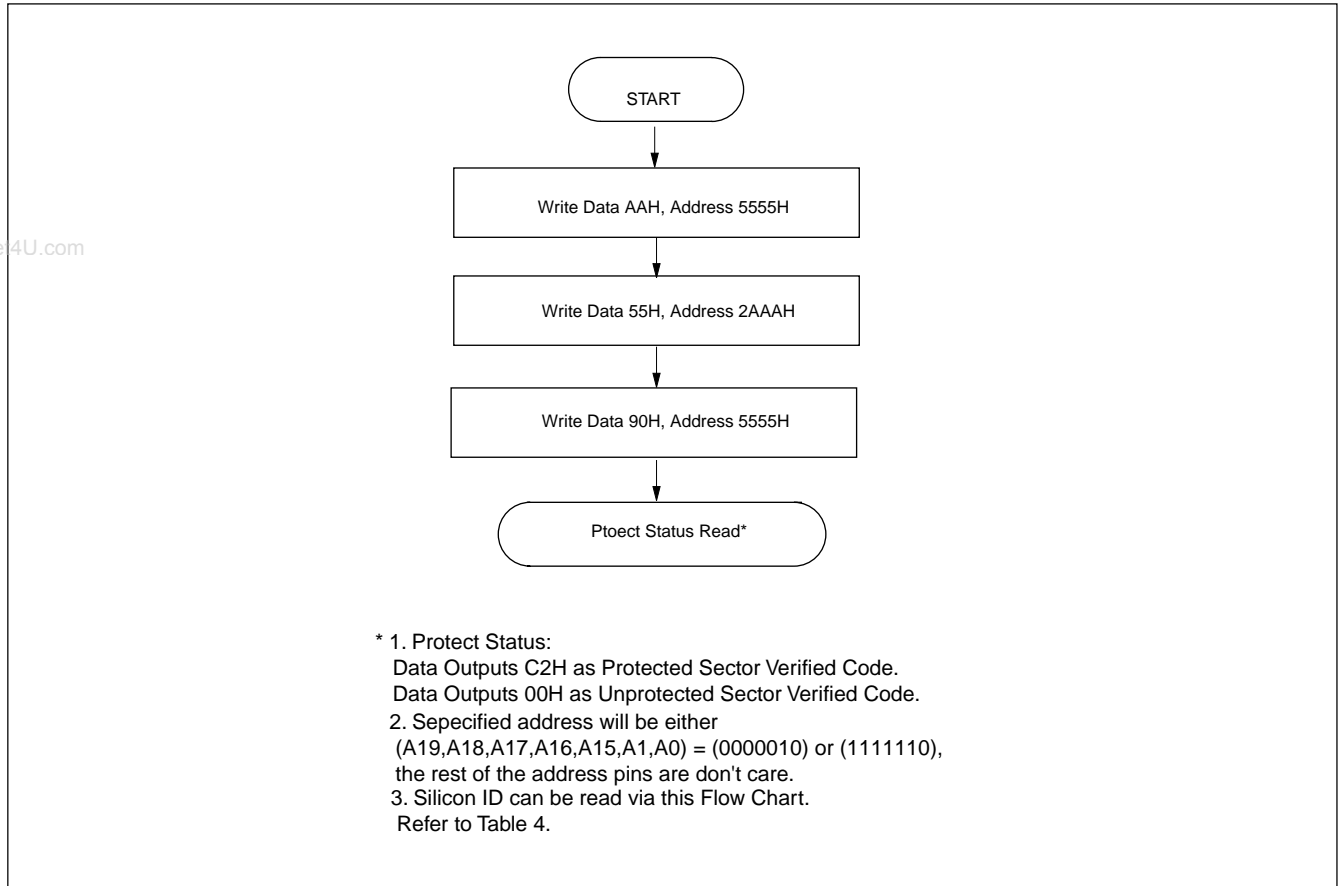 START
Write Data AAH, Address 5555H
et4U.com
Write Data 55H, Address 2AAAH
Write Data 90H, Address 5555H
Ptoect Status Read*
* 1. Protect Status:
Data Outputs C2H as Protected Sector Verified Code.
Data Outputs 00H as Unprotected Sector Verified Code.
2. Sepecified address will be either
(A19,A18,A17,A16,A15,A1,A0) = (0000010) or (1111110),
the rest of the address pins are don't care.
3. Silicon ID can be read via this Flow Chart.
Refer to Table 4.